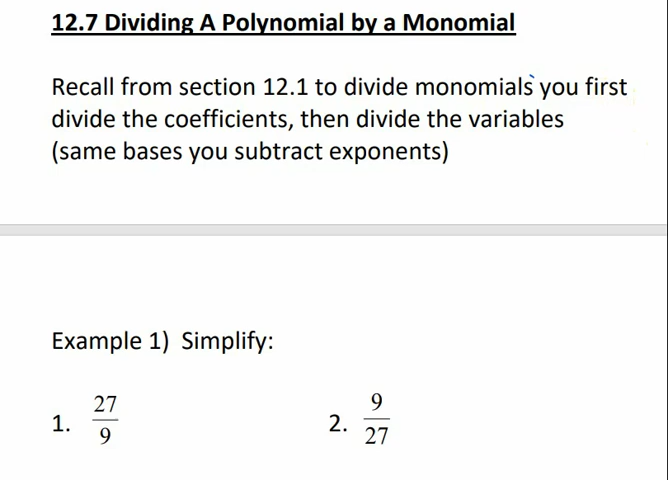 12.7 Dividing A Polynomial by a Monomial
Recall from section 12.1 to divide monomials you first
divide the coefficients, then divide the variables
(same bases you subtract exponents)
Example 1) Simplify:
1. 27/9 2. 9/27